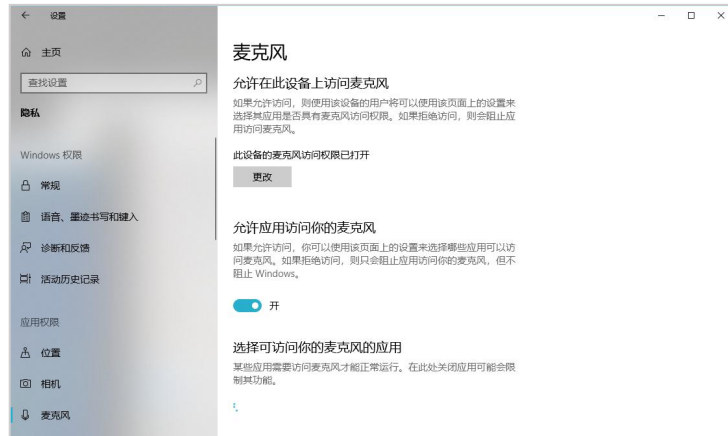 设置
主页
查找设置
隐私
Windows 权限
常规
语音、墨迹书写和键入
诊断和反馈
活动历史记录
应用权限
位置
相机
麦克风
麦克风
允许在此设备上访问麦克风
如果允许访问，则使用该设备的用户将可以使用该页面上的设置来
选择其应用是否具有麦克风访问权限。如果拒绝访问，则会阻止应
用访问麦克风。
此设备的麦克风访问权限已打开
更改
允许应用访问你的麦克风
如果允许访问，你可以使用该页面上的设置来选择哪些应用可以访
问麦克风。如果拒绝访问，则只会阻止应用访问你的麦克风，但不
阻止 Windows。
开
选择可访问你的麦克风的应用
某些应用需要访问麦克风才能正常运行。在此处关闭应用可能会限
制其功能。